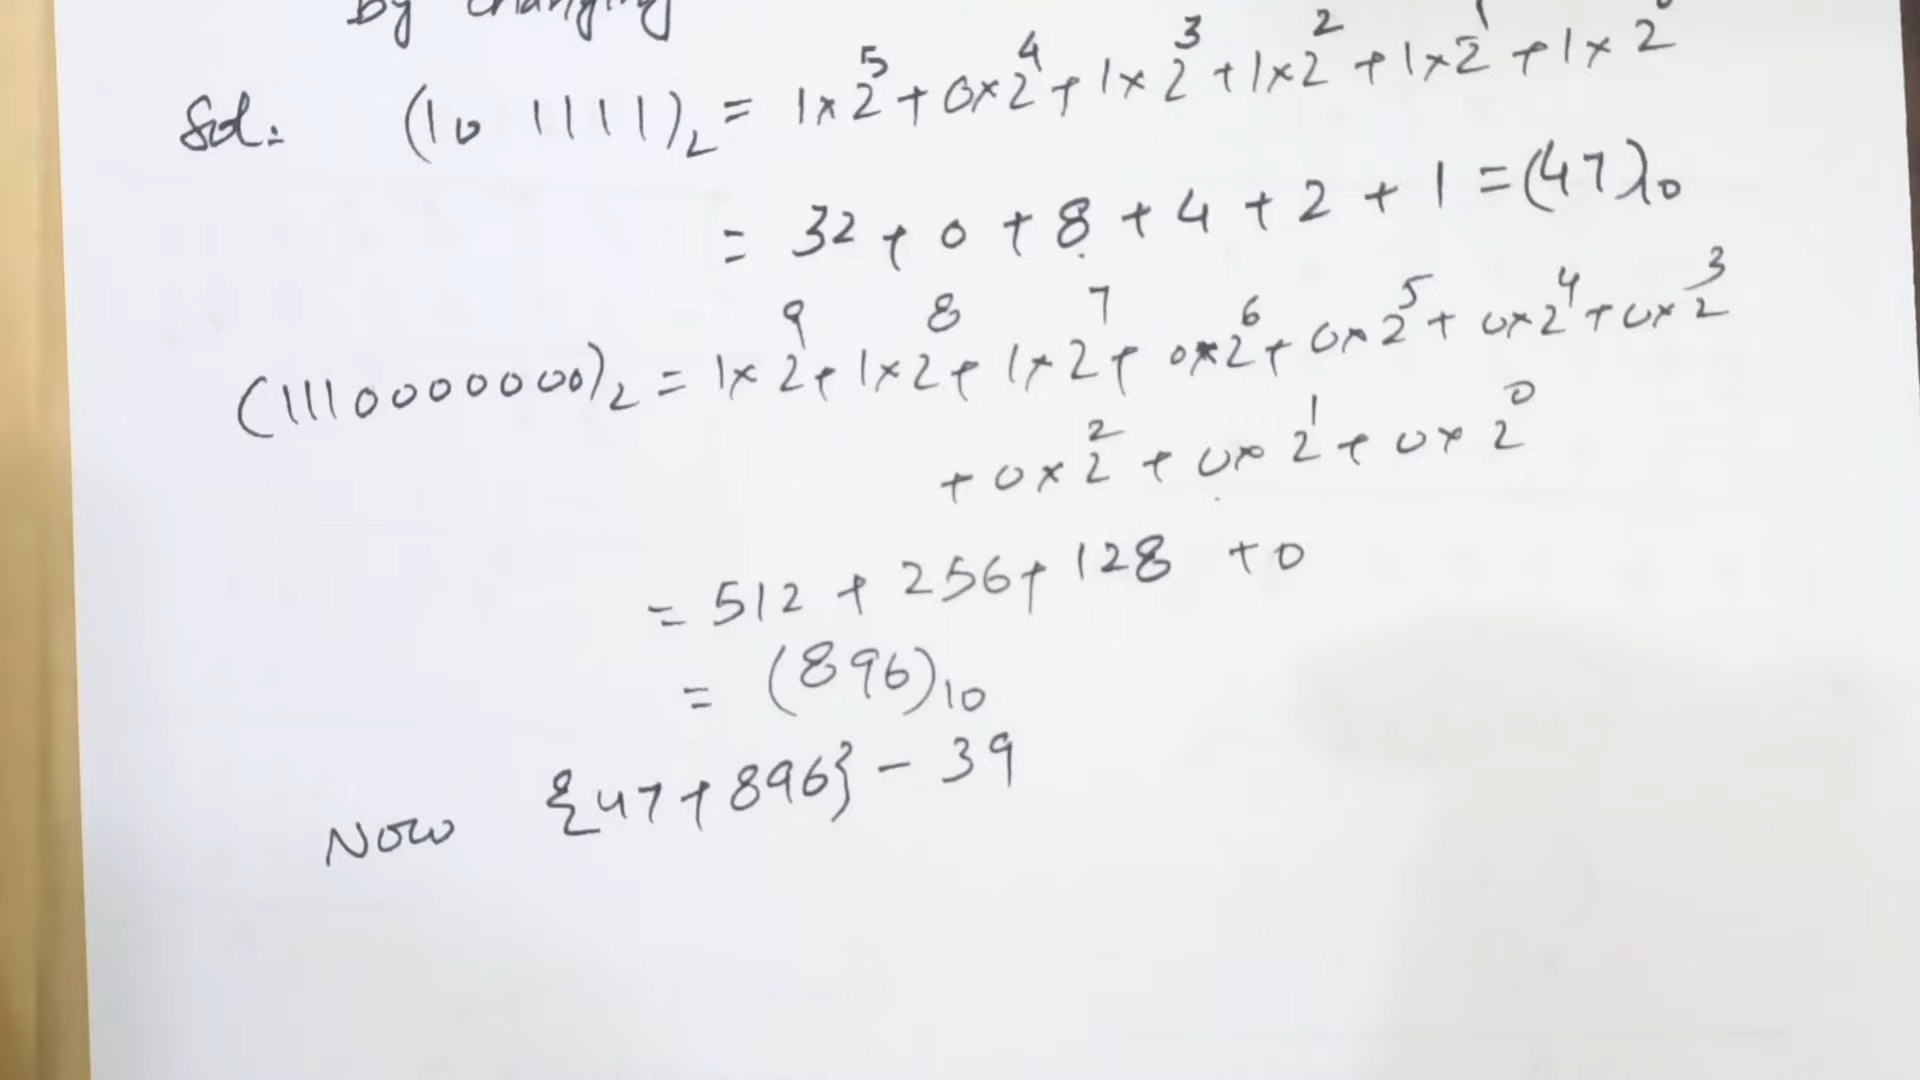 by changing
Sol: (10 1111)₂ = 1×2⁵ + 0×2⁴ + 1×2³ + 1×2² + 1×2¹ + 1×2⁰
= 32 + 0 + 8 + 4 + 2 + 1 = (47)₁₀
(1110000000)₂ = 1×2⁹ + 1×2⁸ + 1×2⁷ + 0×2⁶ + 0×2⁵ + 0×2⁴ + 0×2³
+ 0×2² + 0×2¹ + 0×2⁰
= 512 + 256 + 128 + 0
= (896)₁₀
Now {47 + 896} - 39